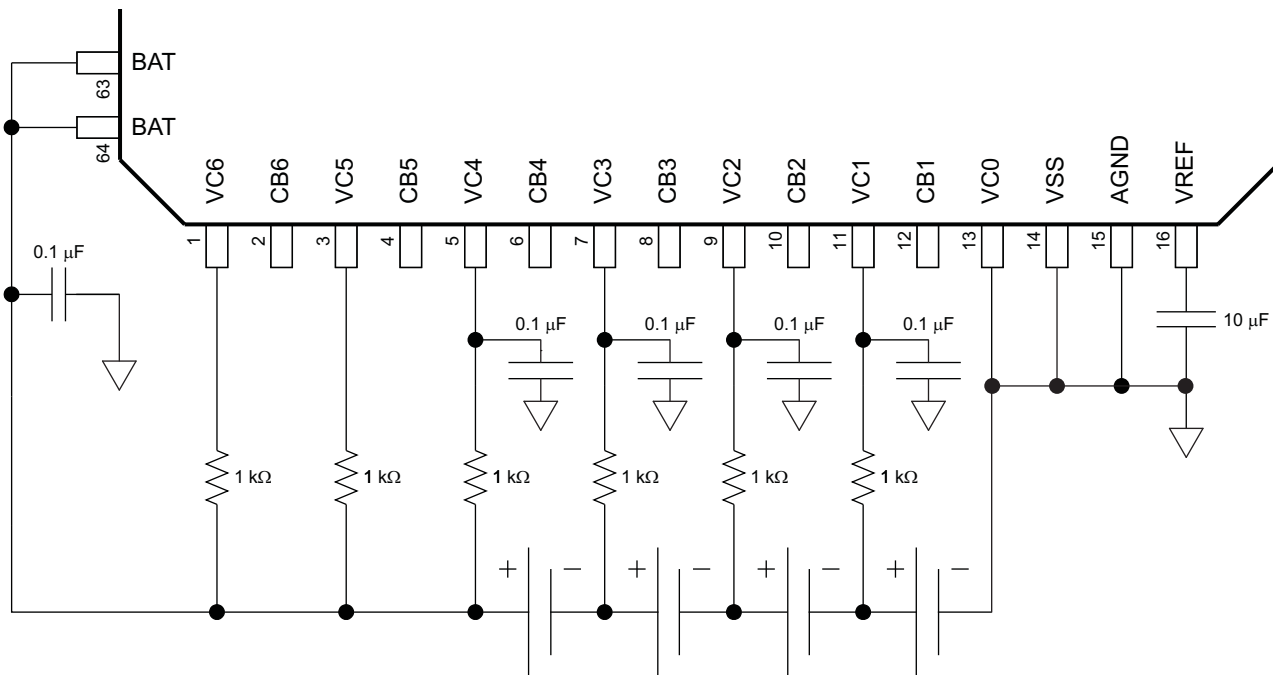 BAT
63
BAT
64
VC6 CB6 VC5 CB5 VC4 CB4 VC3 CB3 VC2 CB2 VC1 CB1 VC0 VSS AGND VREF
1 2 3 4 5 6 7 8 9 10 11 12 13 14 15 16
0.1 μF
0.1 μF 0.1 μF 0.1 μF 0.1 μF 10 μF
1 kΩ 1 kΩ 1 kΩ 1 kΩ 1 kΩ 1 kΩ
+ − + − + − + −